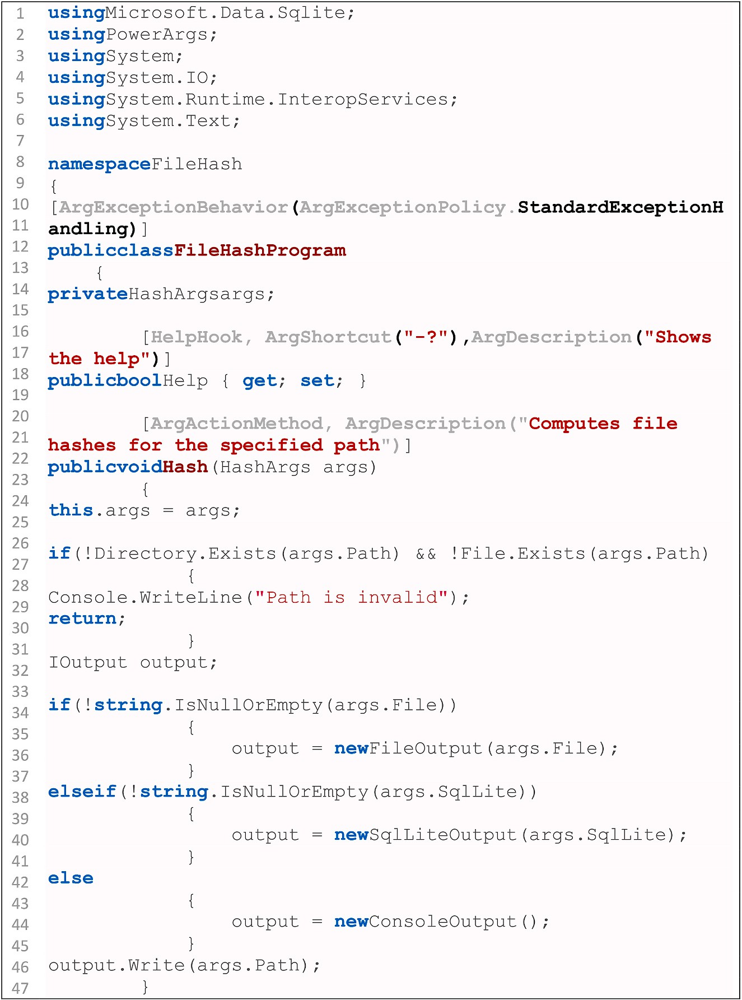 1 usingMicrosoft.Data.Sqlite;
2 usingPowerArgs;
3 usingSystem;
4 usingSystem.IO;
5 usingSystem.Runtime.InteropServices;
6 usingSystem.Text;
7
8 namespaceFileHash
9 {
10 [ArgExceptionBehavior(ArgExceptionPolicy.StandardExceptionH
11 andling)]
12 publicclassFileHashProgram
13 {
14 privateHashArgsargs;
15
16 [HelpHook, ArgShortcut("-?"),ArgDescription("Shows
17 the help")]
18 publicboolHelp { get; set; }
19
20 [ArgActionMethod, ArgDescription("Computes file
21 hashes for the specified path")]
22 publicvoidHash(HashArgs args)
23 {
24 this.args = args;
25
26 if(!Directory.Exists(args.Path) && !File.Exists(args.Path)
27 {
28 Console.WriteLine("Path is invalid");
29 return;
30 }
31 IOutput output;
32
33 if(!string.IsNullOrEmpty(args.File))
34 {
35 output = newFileOutput(args.File);
36 }
37 elseif(!string.IsNullOrEmpty(args.SqlLite))
38 {
39 output = newSqlLiteOutput(args.SqlLite);
40 }
41 else
42 {
43 output = newConsoleOutput();
44 }
45 output.Write(args.Path);
46 }
47